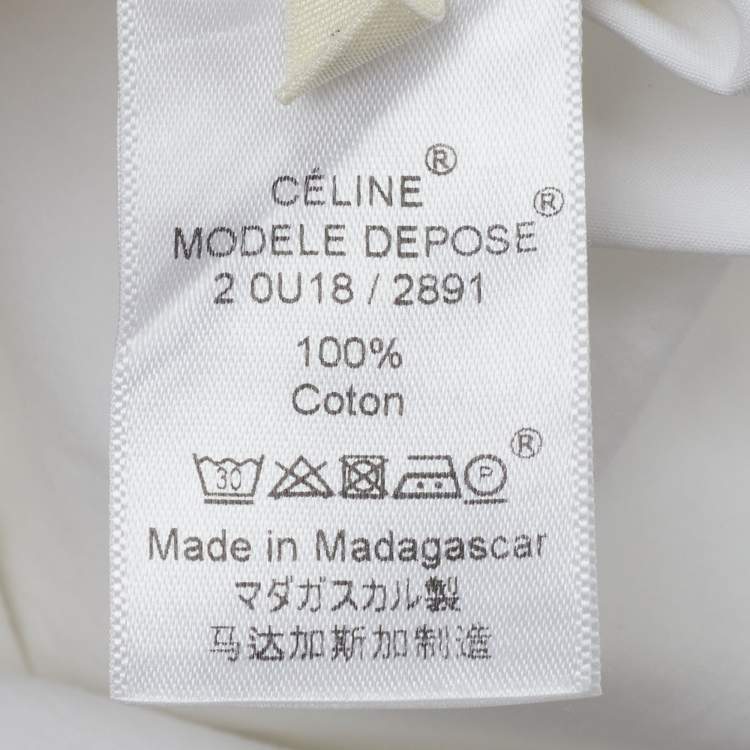 CÉLINE®
MODELE DEPOSE®
2 0U18 / 2891
100%
Coton
30 P ®
Made in Madagascar
マダガスカル製
马达加斯加制造